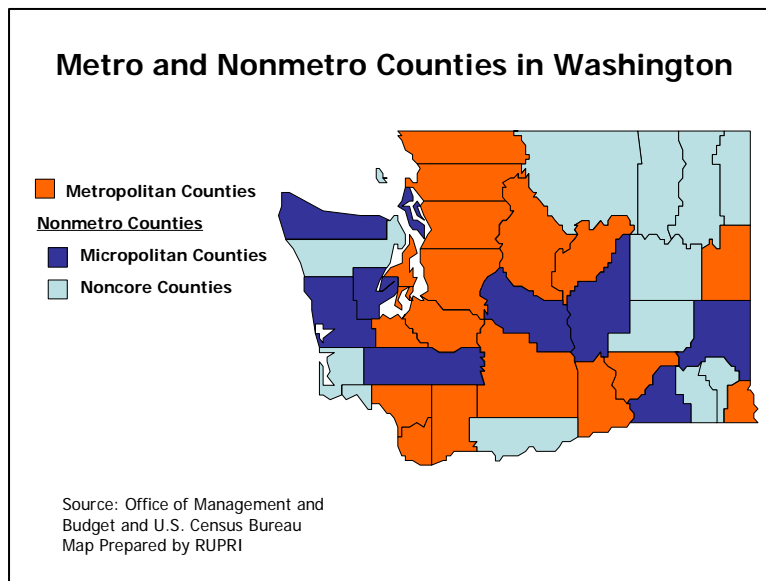 Metro and Nonmetro Counties in Washington
Metropolitan Counties
Nonmetro Counties
Micropolitan Counties
Noncore Counties
Source: Office of Management and
Budget and U.S. Census Bureau
Map Prepared by RUPRI